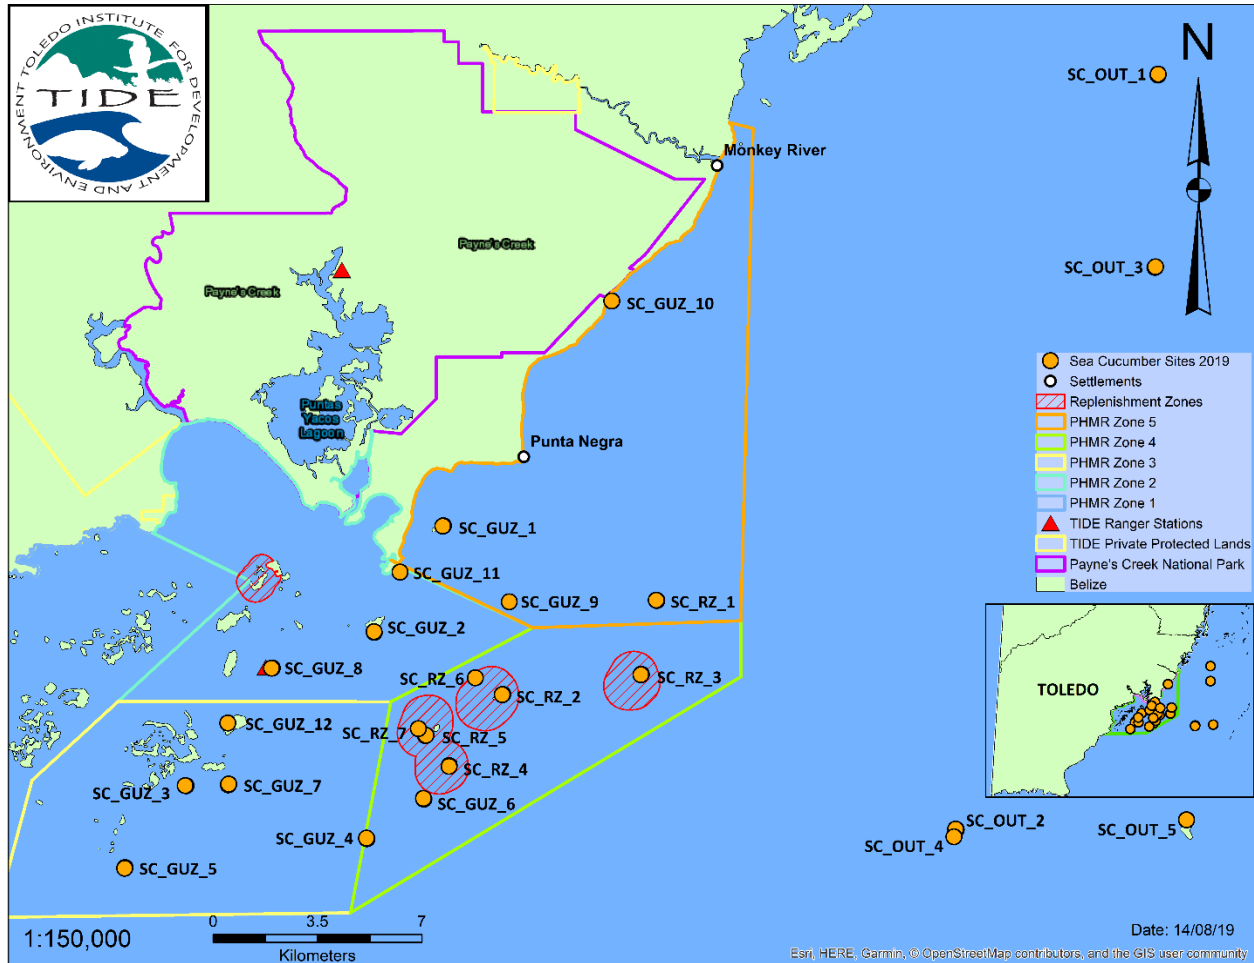 TOLEDO INSTITUTE FOR DEVELOPMENT AND ENVIRONMENT
TIDE
N
SC_OUT_1
Monkey River
Payne's Creek
Payne's Creek
SC_OUT_3
SC_GUZ_10
Puntas
Yacos
Lagoon
Punta Negra
Sea Cucumber Sites 2019
Settlements
Replenishment Zones
PHMR Zone 5
PHMR Zone 4
PHMR Zone 3
PHMR Zone 2
PHMR Zone 1
TIDE Ranger Stations
TIDE Private Protected Lands
Payne's Creek National Park
Belize
SC_GUZ_1
SC_GUZ_11
SC_GUZ_9
SC_RZ_1
SC_GUZ_2
SC_GUZ_8
SC_RZ_6
SC_RZ_2
SC_RZ_3
TOLEDO
SC_GUZ_12
SC_RZ_7
SC_RZ_5
SC_RZ_4
SC_GUZ_3
SC_GUZ_7
SC_GUZ_6
SC_GUZ_4
SC_OUT_2
SC_OUT_5
SC_OUT_4
SC_GUZ_5
0 3.5 7
Kilometers
1:150,000
Date: 14/08/19
Esri, HERE, Garmin, © OpenStreetMap contributors, and the GIS user community